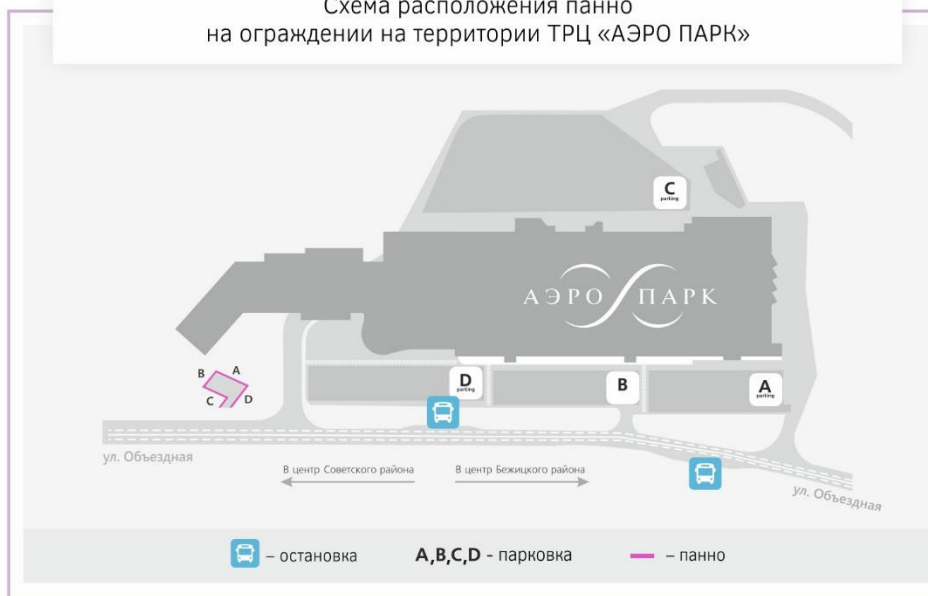 Схема расположения панно
на ограждении на территории ТРЦ «АЭРО ПАРК»
C
parking
АЭРО ПАРК
B
A
C
D
D
parking
B
A
parking
ул. Объездная
В центр Советского района
В центр Бежицкого района
ул. Объездная
– остановка
A,B,C,D - парковка
– панно